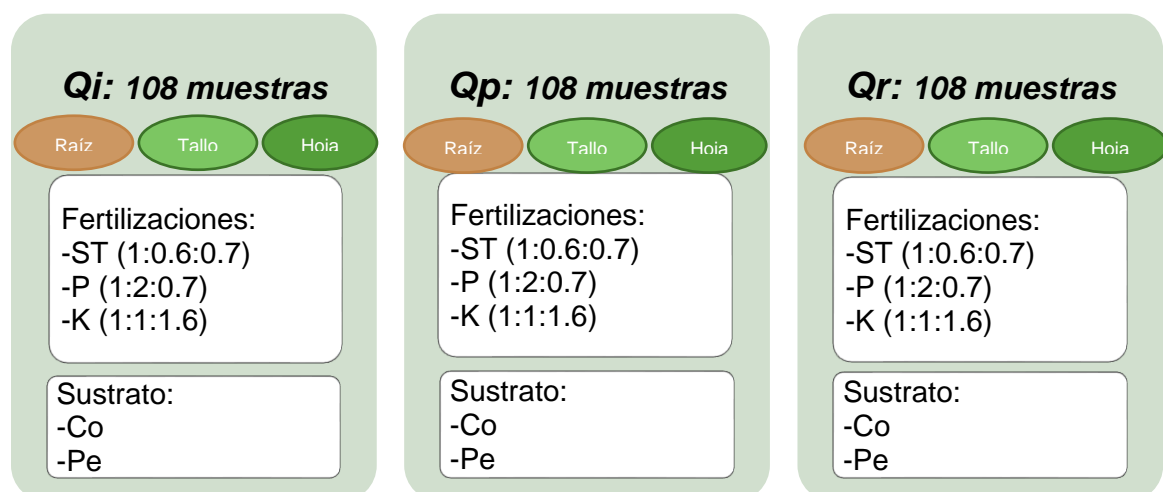 Qi: 108 muestras
Raíz
Tallo
Hoja
Fertilizaciones:
-ST (1:0.6:0.7)
-P (1:2:0.7)
-K (1:1:1.6)
Sustrato:
-Co
-Pe
Qp: 108 muestras
Raíz
Tallo
Hoja
Fertilizaciones:
-ST (1:0.6:0.7)
-P (1:2:0.7)
-K (1:1:1.6)
Sustrato:
-Co
-Pe
Qr: 108 muestras
Raíz
Tallo
Hoja
Fertilizaciones:
-ST (1:0.6:0.7)
-P (1:2:0.7)
-K (1:1:1.6)
Sustrato:
-Co
-Pe